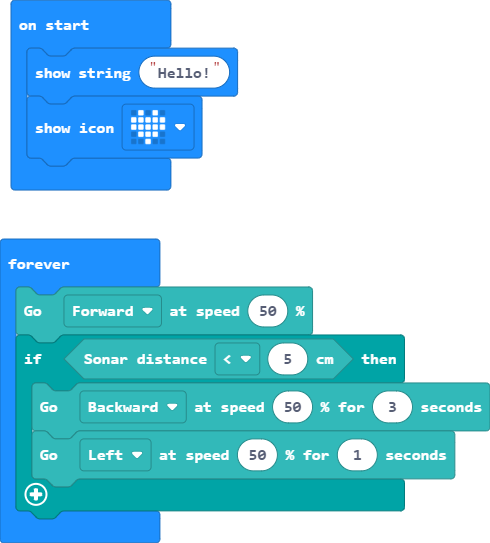 on start
show string "Hello!"
show icon
forever
Go Forward at speed 50 %
if Sonar distance < 5 cm then
Go Backward at speed 50 % for 3 seconds
Go Left at speed 50 % for 1 seconds